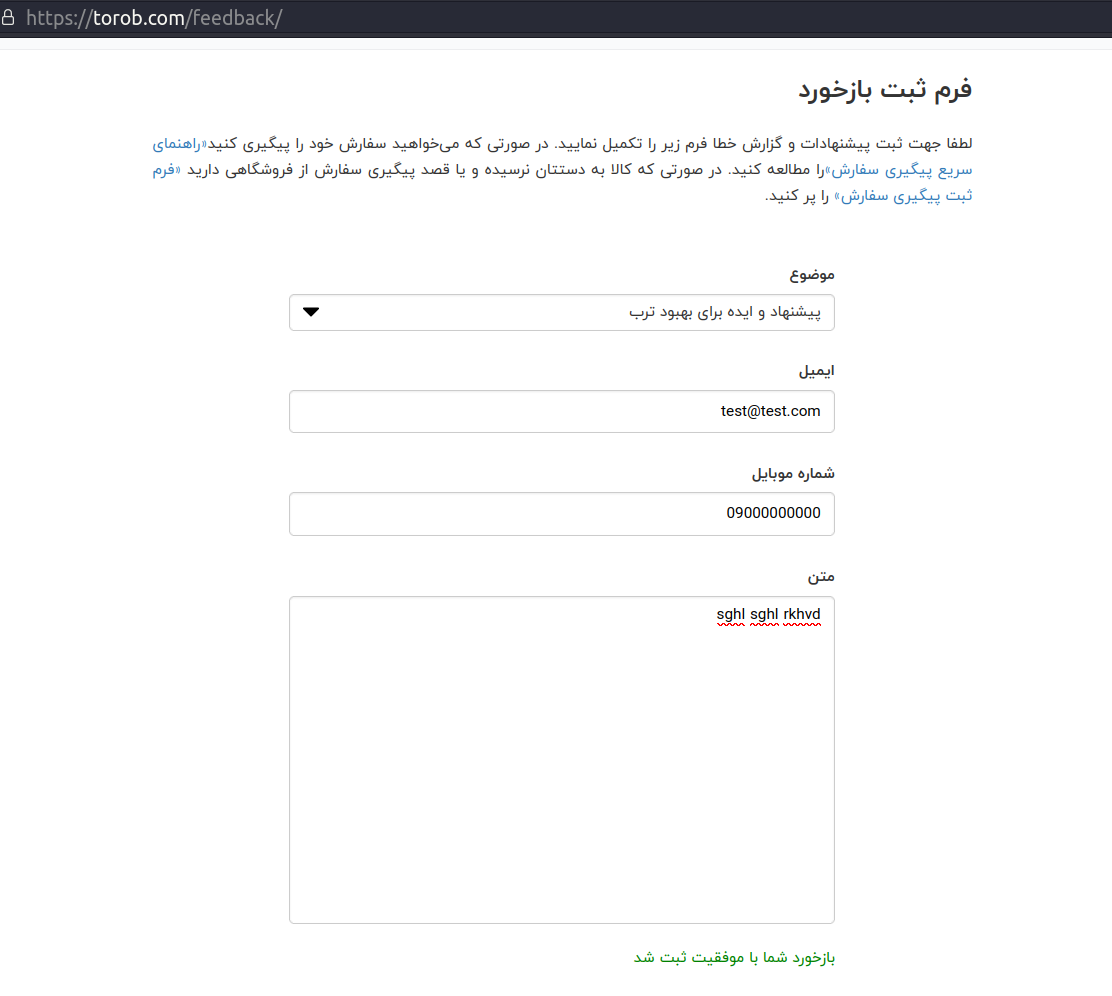 https://torob.com/feedback/
فرم ثبت بازخورد
لطفا جهت ثبت پیشنهادات و گزارش خطا فرم زیر را تکمیل نمایید. در صورتی که می‌خواهید سفارش خود را پیگیری کنید«راهنمای
سریع پیگیری سفارش»را مطالعه کنید. در صورتی که کالا به دستتان نرسیده و یا قصد پیگیری سفارش از فروشگاهی دارید «فرم
ثبت پیگیری سفارش» را پر کنید.
موضوع
پیشنهاد و ایده برای بهبود ترب
ایمیل
test@test.com
شماره موبایل
09000000000
متن
sghl sghl rkhvd
بازخورد شما با موفقیت ثبت شد